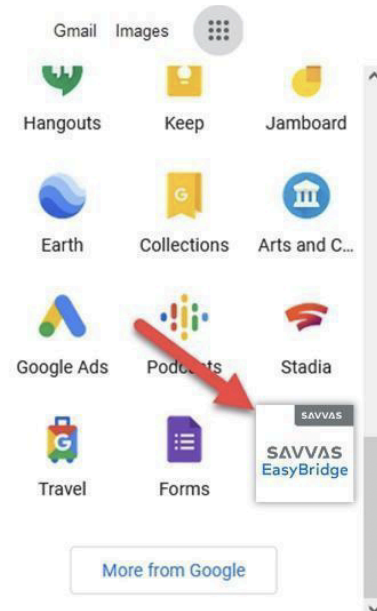 Gmail Images
Hangouts Keep Jamboard
G
Earth Collections Arts and C...
Google Ads Podcasts Stadia
SAVVAS
G
SAVVAS
EasyBridge
Travel Forms
More from Google